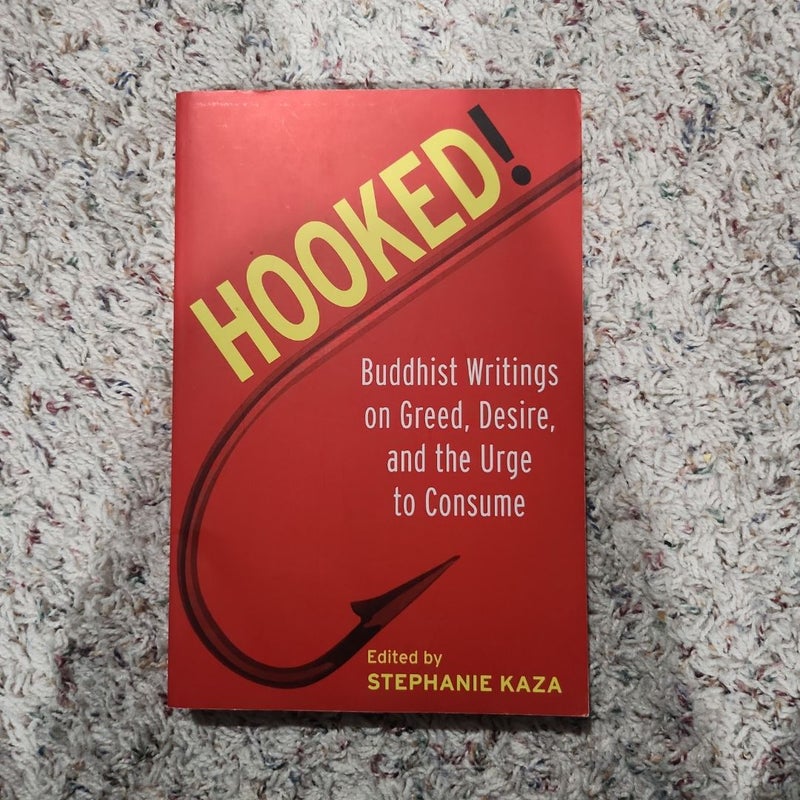 HOOKED!
Buddhist Writings
on Greed, Desire,
and the Urge
to Consume
Edited by
STEPHANIE KAZA